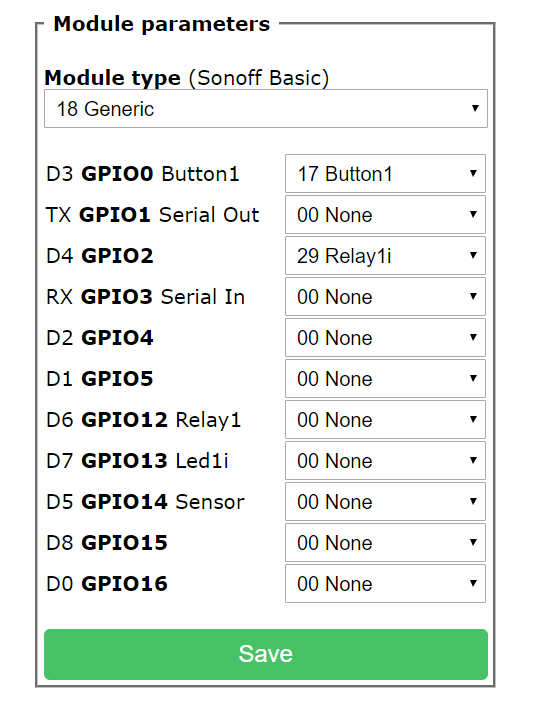 Module parameters
Module type (Sonoff Basic)
18 Generic
D3 GPIO0 Button1 17 Button1
TX GPIO1 Serial Out 00 None
D4 GPIO2 29 Relay1i
RX GPIO3 Serial In 00 None
D2 GPIO4 00 None
D1 GPIO5 00 None
D6 GPIO12 Relay1 00 None
D7 GPIO13 Led1i 00 None
D5 GPIO14 Sensor 00 None
D8 GPIO15 00 None
D0 GPIO16 00 None
Save